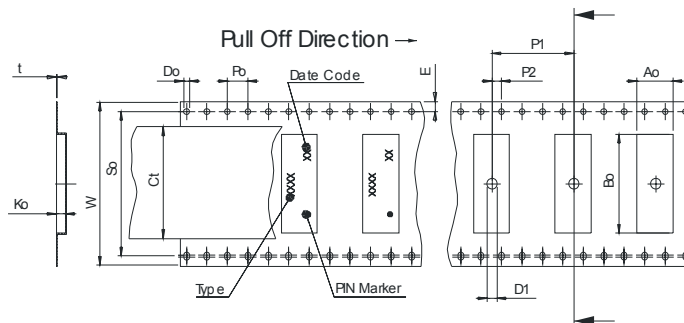 Pull Off Direction
t
Do
Po
Date Code
E
P1
P2
Ao
Ko
W
So
Ct
XX
XXXX
XX
XXXX
Bo
Type
PIN Marker
D1